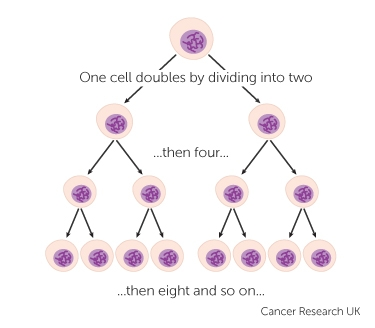 One cell doubles by dividing into two
...then four...
...then eight and so on...
Cancer Research UK